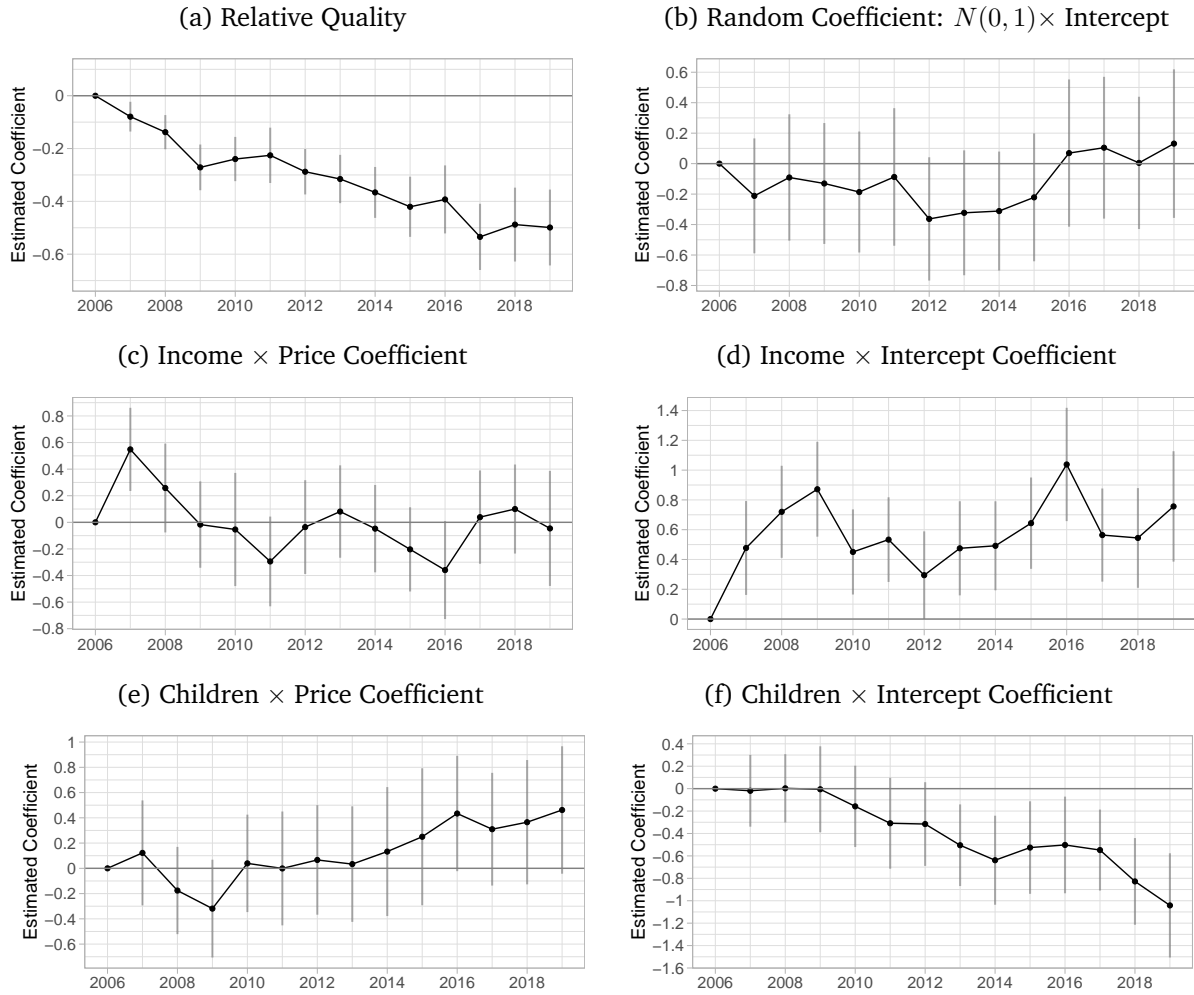 (a) Relative Quality
(b) Random Coefficient: N(0, 1)× Intercept
Estimated Coefficient
0
−0.2
−0.4
−0.6
2006 2008 2010 2012 2014 2016 2018
Estimated Coefficient
0.6
0.4
0.2
0
−0.2
−0.4
−0.6
−0.8
2006 2008 2010 2012 2014 2016 2018
(c) Income × Price Coefficient
(d) Income × Intercept Coefficient
Estimated Coefficient
0.8
0.6
0.4
0.2
0
−0.2
−0.4
−0.6
−0.8
2006 2008 2010 2012 2014 2016 2018
Estimated Coefficient
1.4
1.2
1
0.8
0.6
0.4
0.2
0
2006 2008 2010 2012 2014 2016 2018
(e) Children × Price Coefficient
(f) Children × Intercept Coefficient
Estimated Coefficient
1
0.8
0.6
0.4
0.2
0
−0.2
−0.4
−0.6
2006 2008 2010 2012 2014 2016 2018
Estimated Coefficient
0.4
0.2
0
−0.2
−0.4
−0.6
−0.8
−1
−1.2
−1.4
−1.6
2006 2008 2010 2012 2014 2016 2018